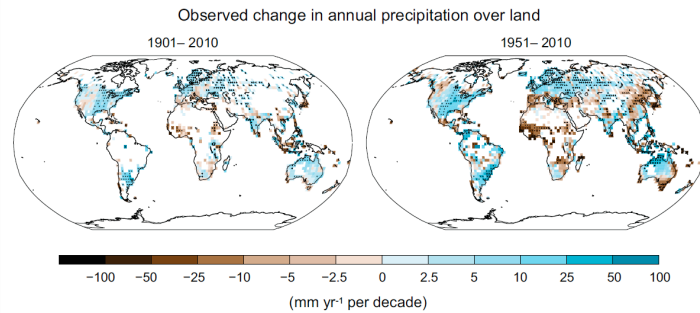 Observed change in annual precipitation over land
1901– 2010
1951– 2010
−100 −50 −25 −10 −5 −2.5 0 2.5 5 10 25 50 100
(mm yr-1 per decade)